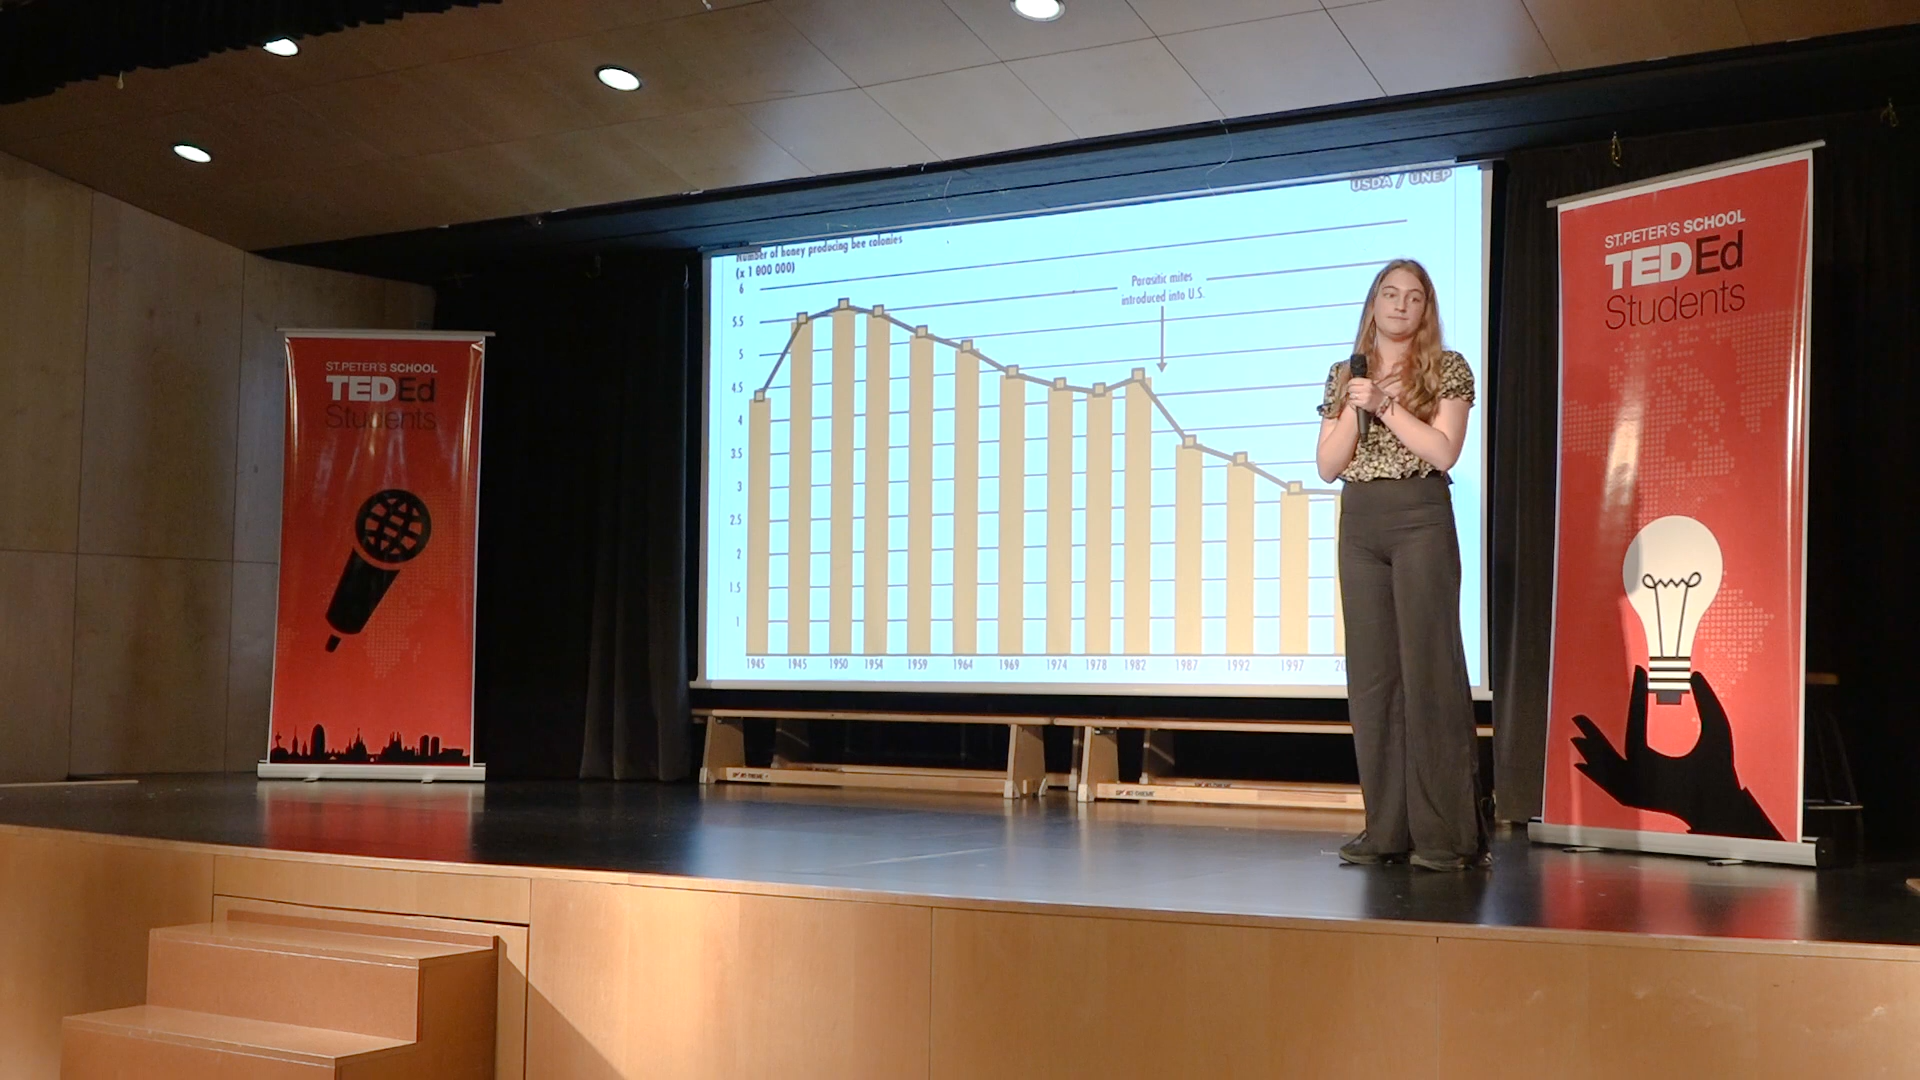 ST.PETER'S SCHOOL
TEDEd
Students
USDA / UNEP
Number of honey producing bee colonies
(x 1 000 000)
6
5.5
5
4.5
4
3.5
3
2.5
2
1.5
1
Parasitic mites
introduced into U.S.
1945 1945 1950 1954 1959 1964 1969 1974 1978 1982 1987 1992 1997 20
ST.PETER'S SCHOOL
TEDEd
Students